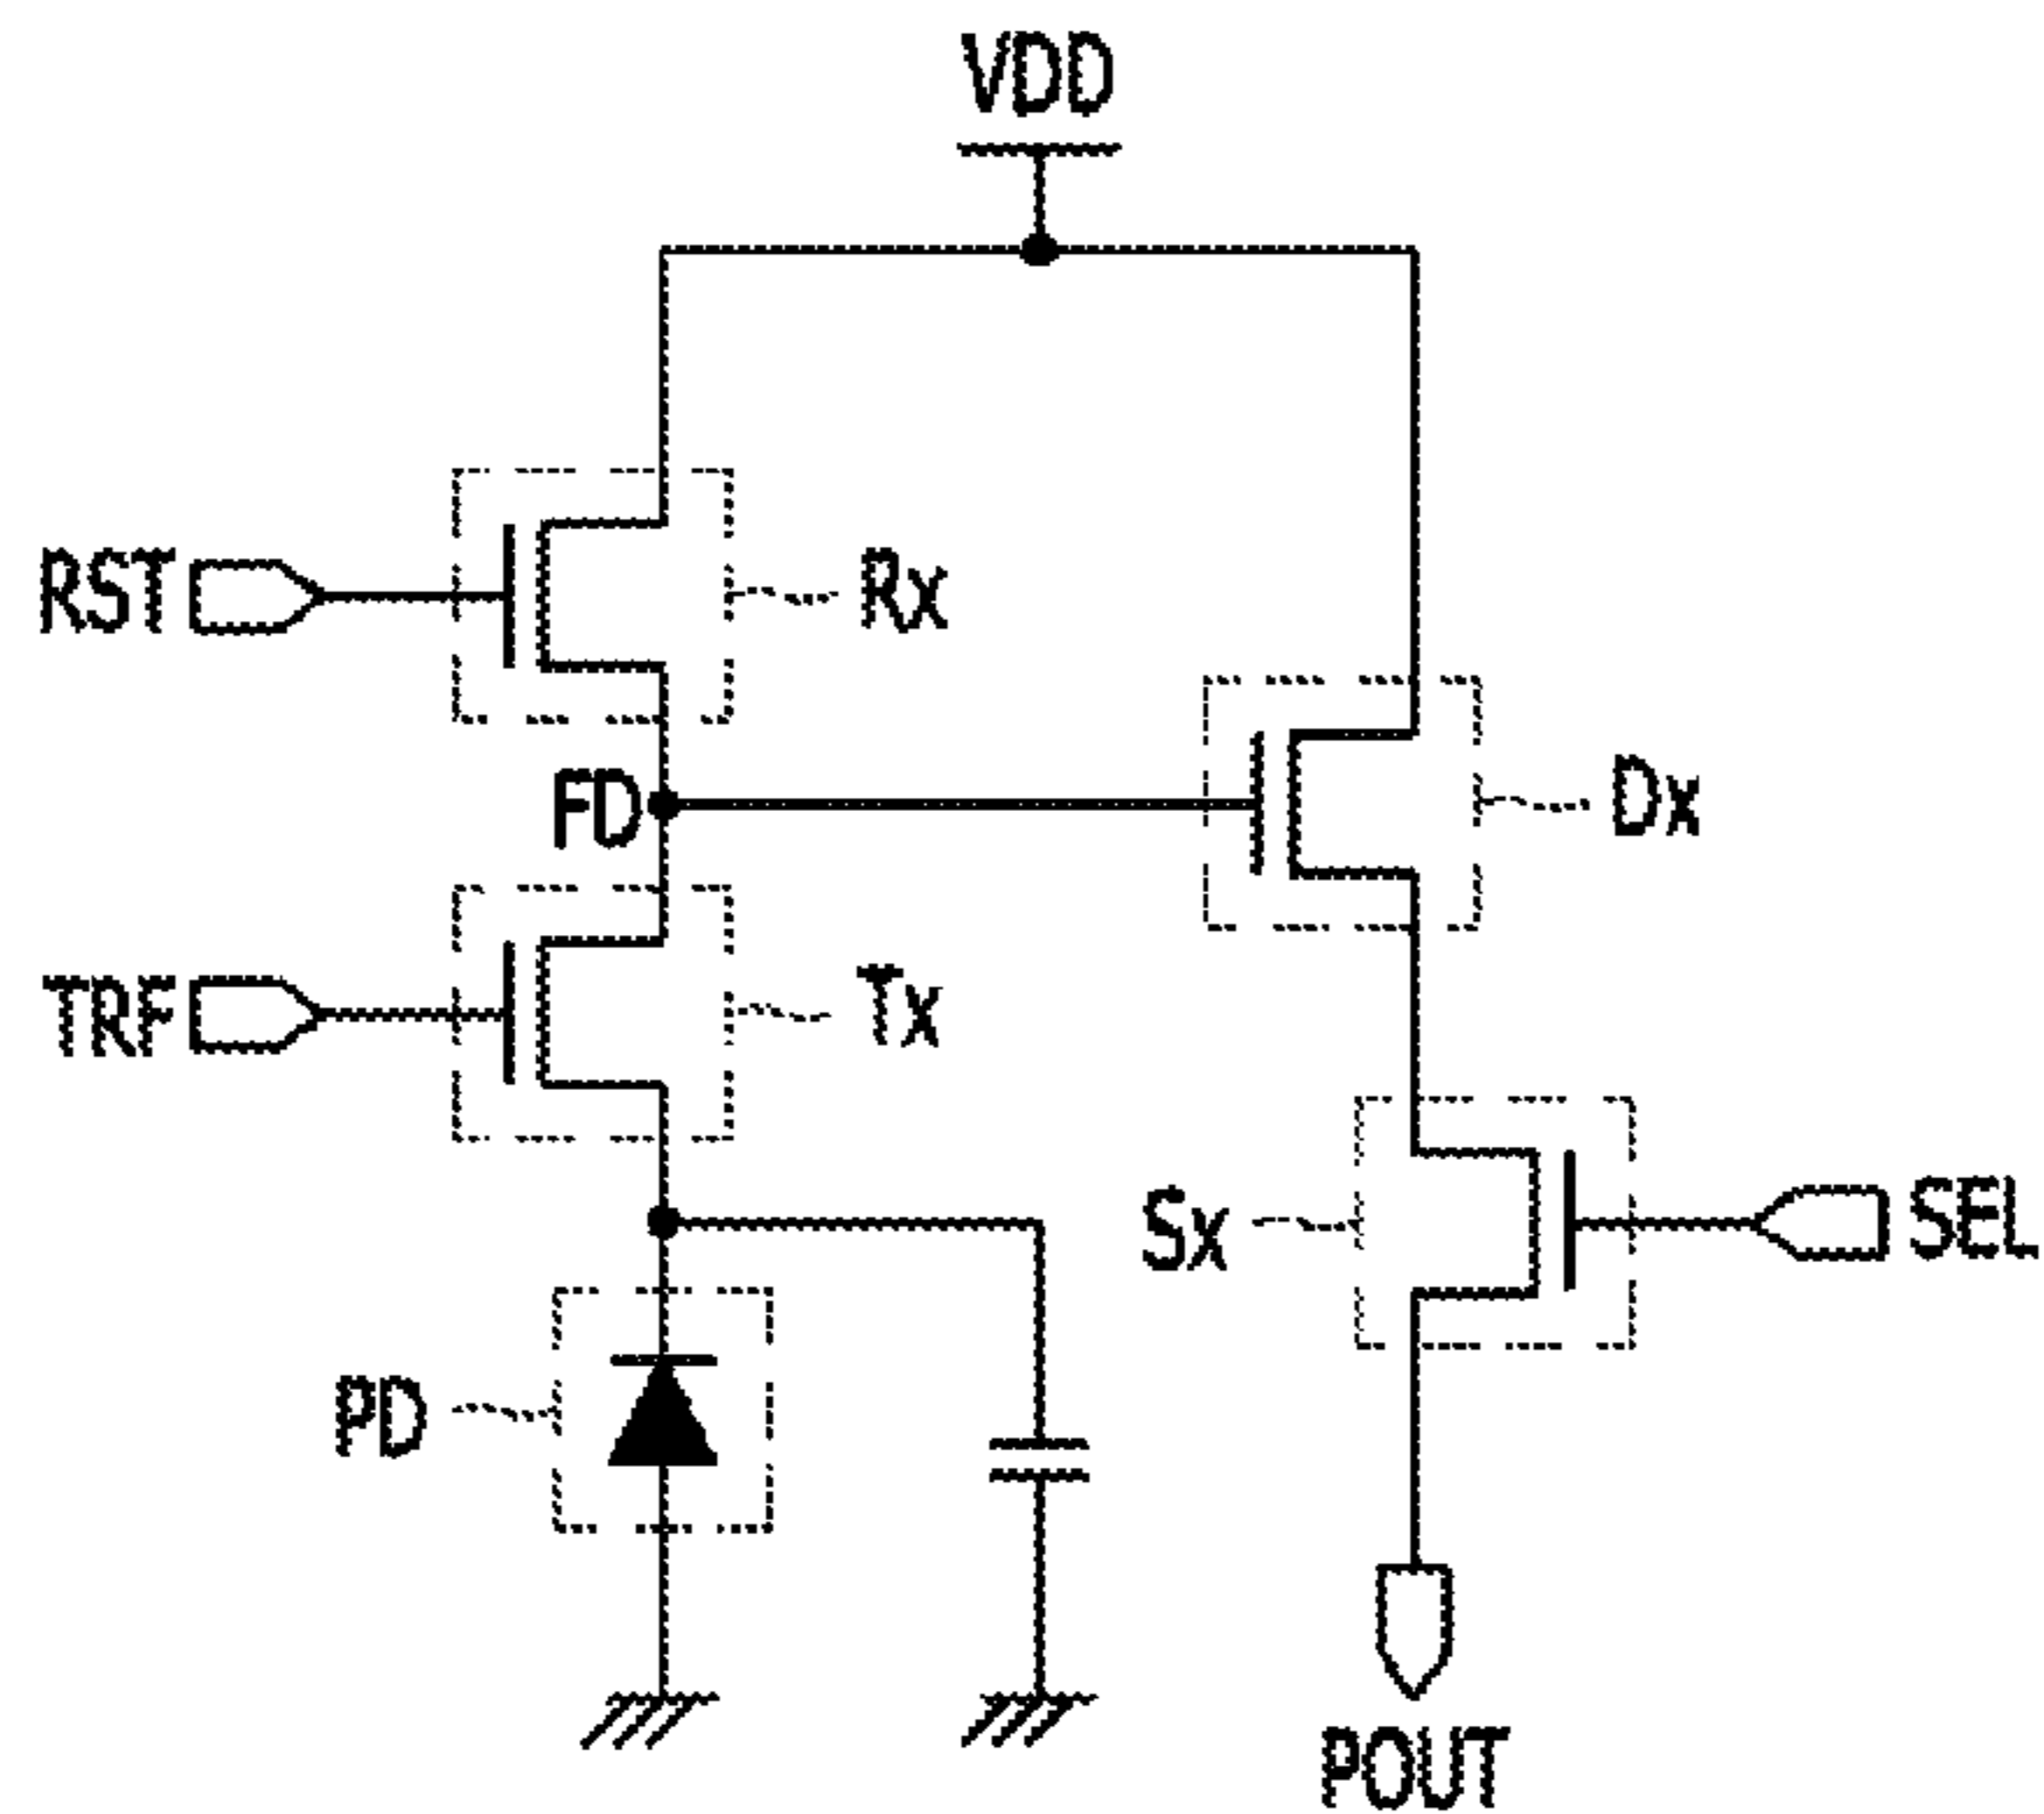 VDD
RST
Rx
FD
Dx
TRF
Tx
Sx
SEL
PD
POUT